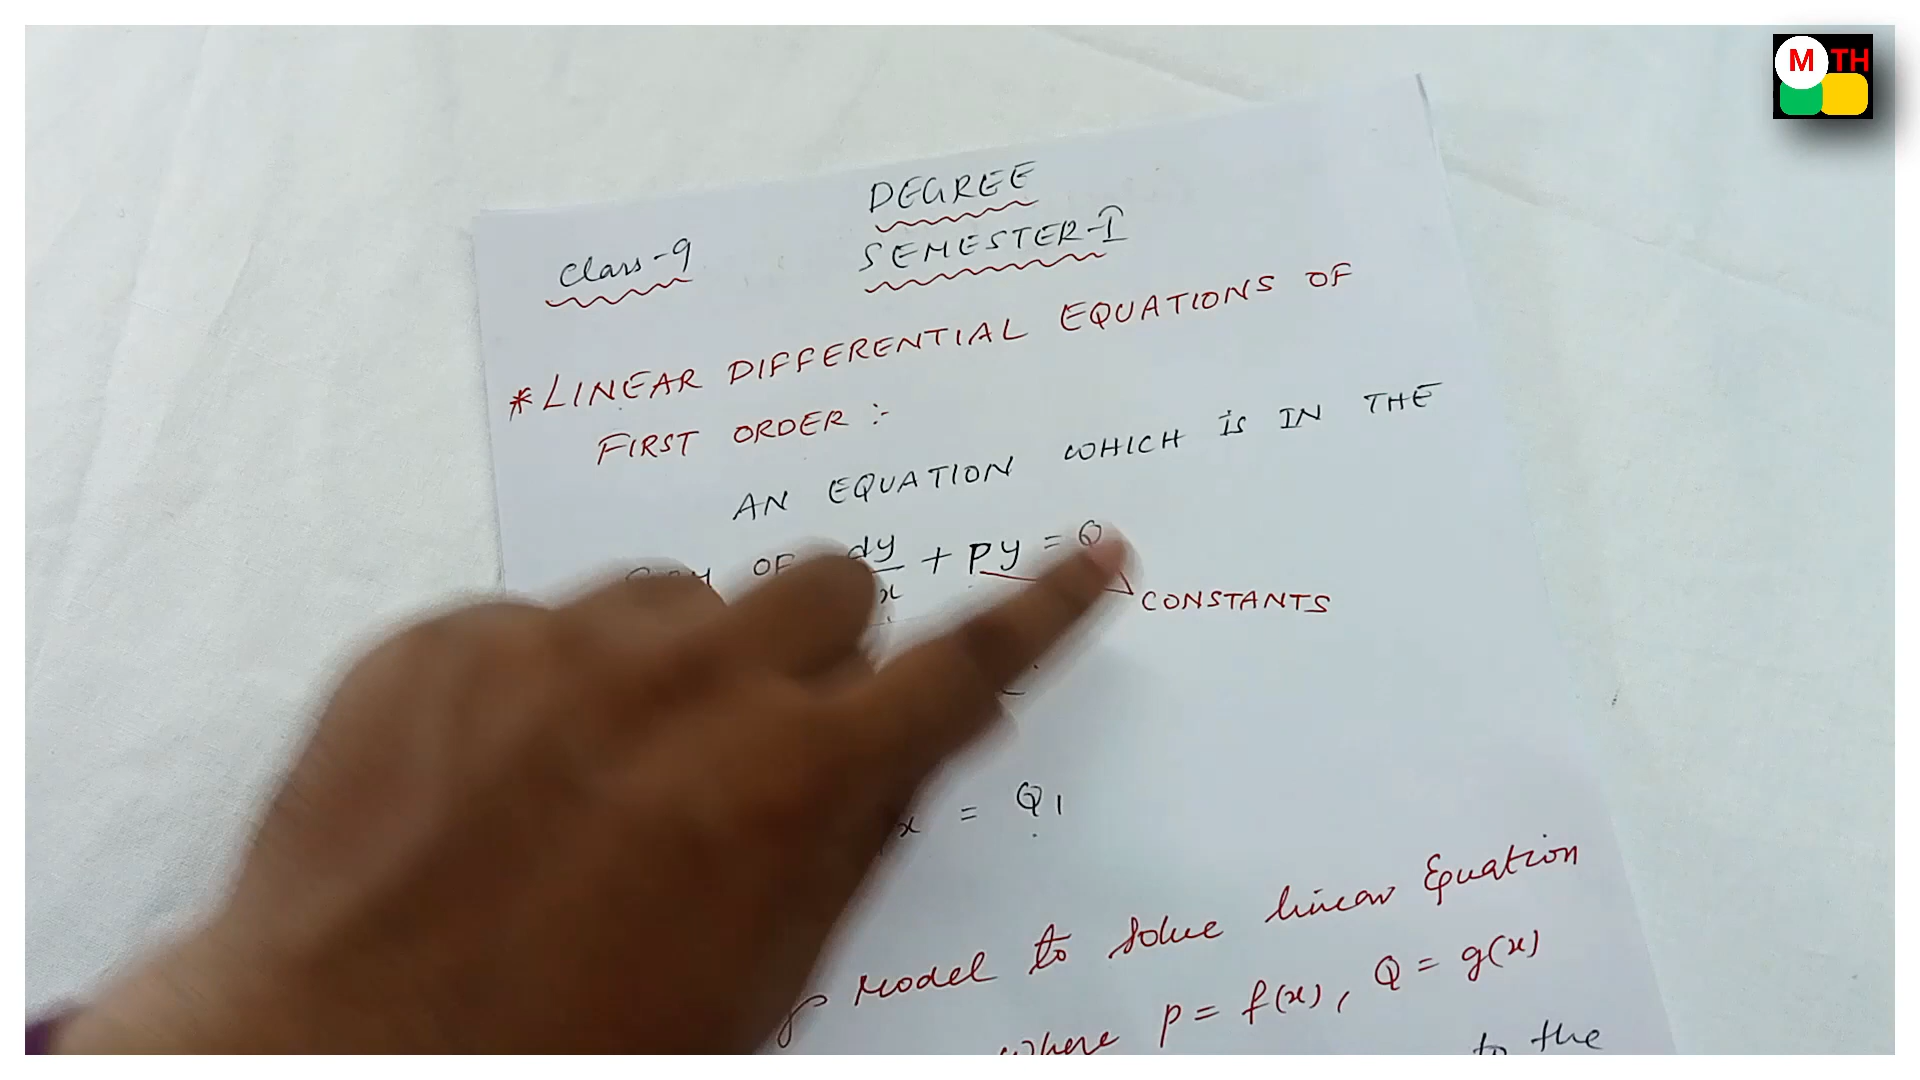 M TH
DEGREE
Class-9
SEMESTER-I
*LINEAR DIFFERENTIAL EQUATIONS OF
FIRST ORDER :-
AN EQUATION WHICH IS IN THE
OF dy/x + Py = Q
CONSTANTS
x = Q1
Model to solve linear Equation
where P = f(x), Q = g(x)
to the